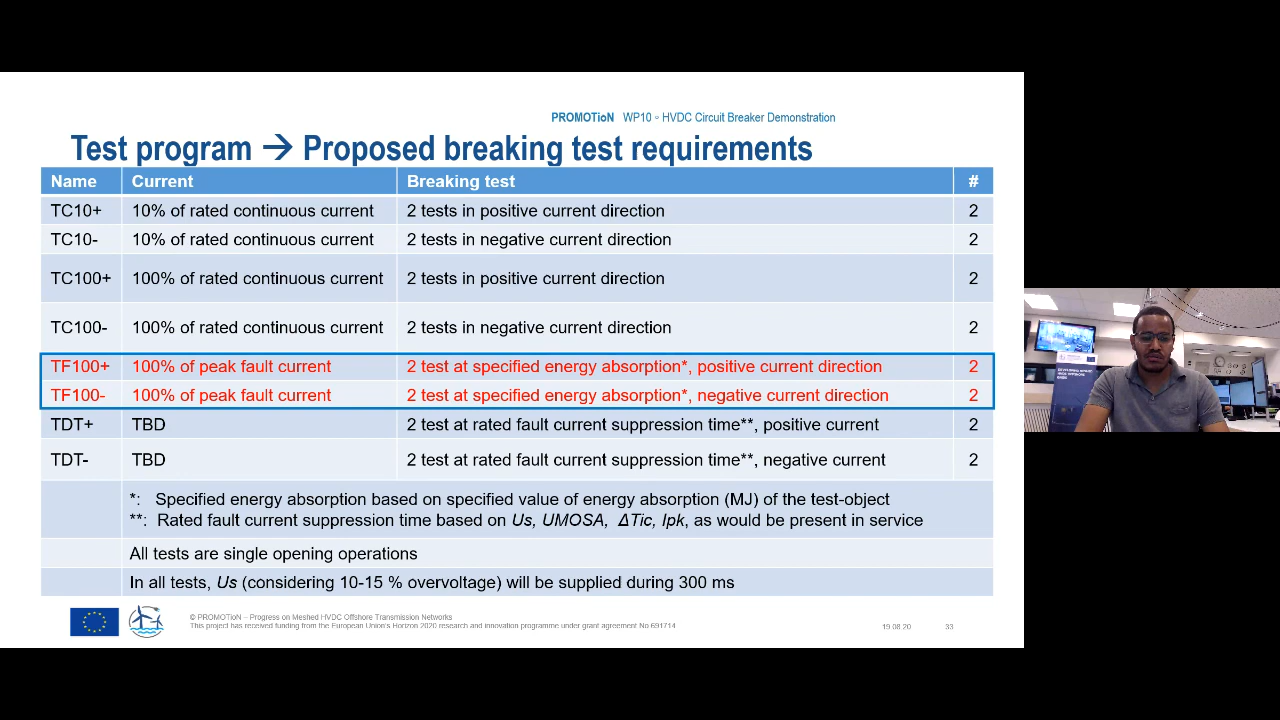 PROMOTioN WP10 ▫ HVDC Circuit Breaker Demonstration
Test program → Proposed breaking test requirements
Name Current Breaking test #
TC10+ 10% of rated continuous current 2 tests in positive current direction 2
TC10- 10% of rated continuous current 2 tests in negative current direction 2
TC100+ 100% of rated continuous current 2 tests in positive current direction 2
TC100- 100% of rated continuous current 2 tests in negative current direction 2
TF100+ 100% of peak fault current 2 test at specified energy absorption*, positive current direction 2
TF100- 100% of peak fault current 2 test at specified energy absorption*, negative current direction 2
TDT+ TBD 2 test at rated fault current suppression time**, positive current 2
TDT- TBD 2 test at rated fault current suppression time**, negative current 2
*: Specified energy absorption based on specified value of energy absorption (MJ) of the test-object
**: Rated fault current suppression time based on Us, UMOSA, ΔTic, Ipk, as would be present in service
All tests are single opening operations
In all tests, Us (considering 10-15 % overvoltage) will be supplied during 300 ms
© PROMOTioN – Progress on Meshed HVDC Offshore Transmission Networks
This project has received funding from the European Union's Horizon 2020 research and innovation programme under grant agreement No 691714
19.08.20 33